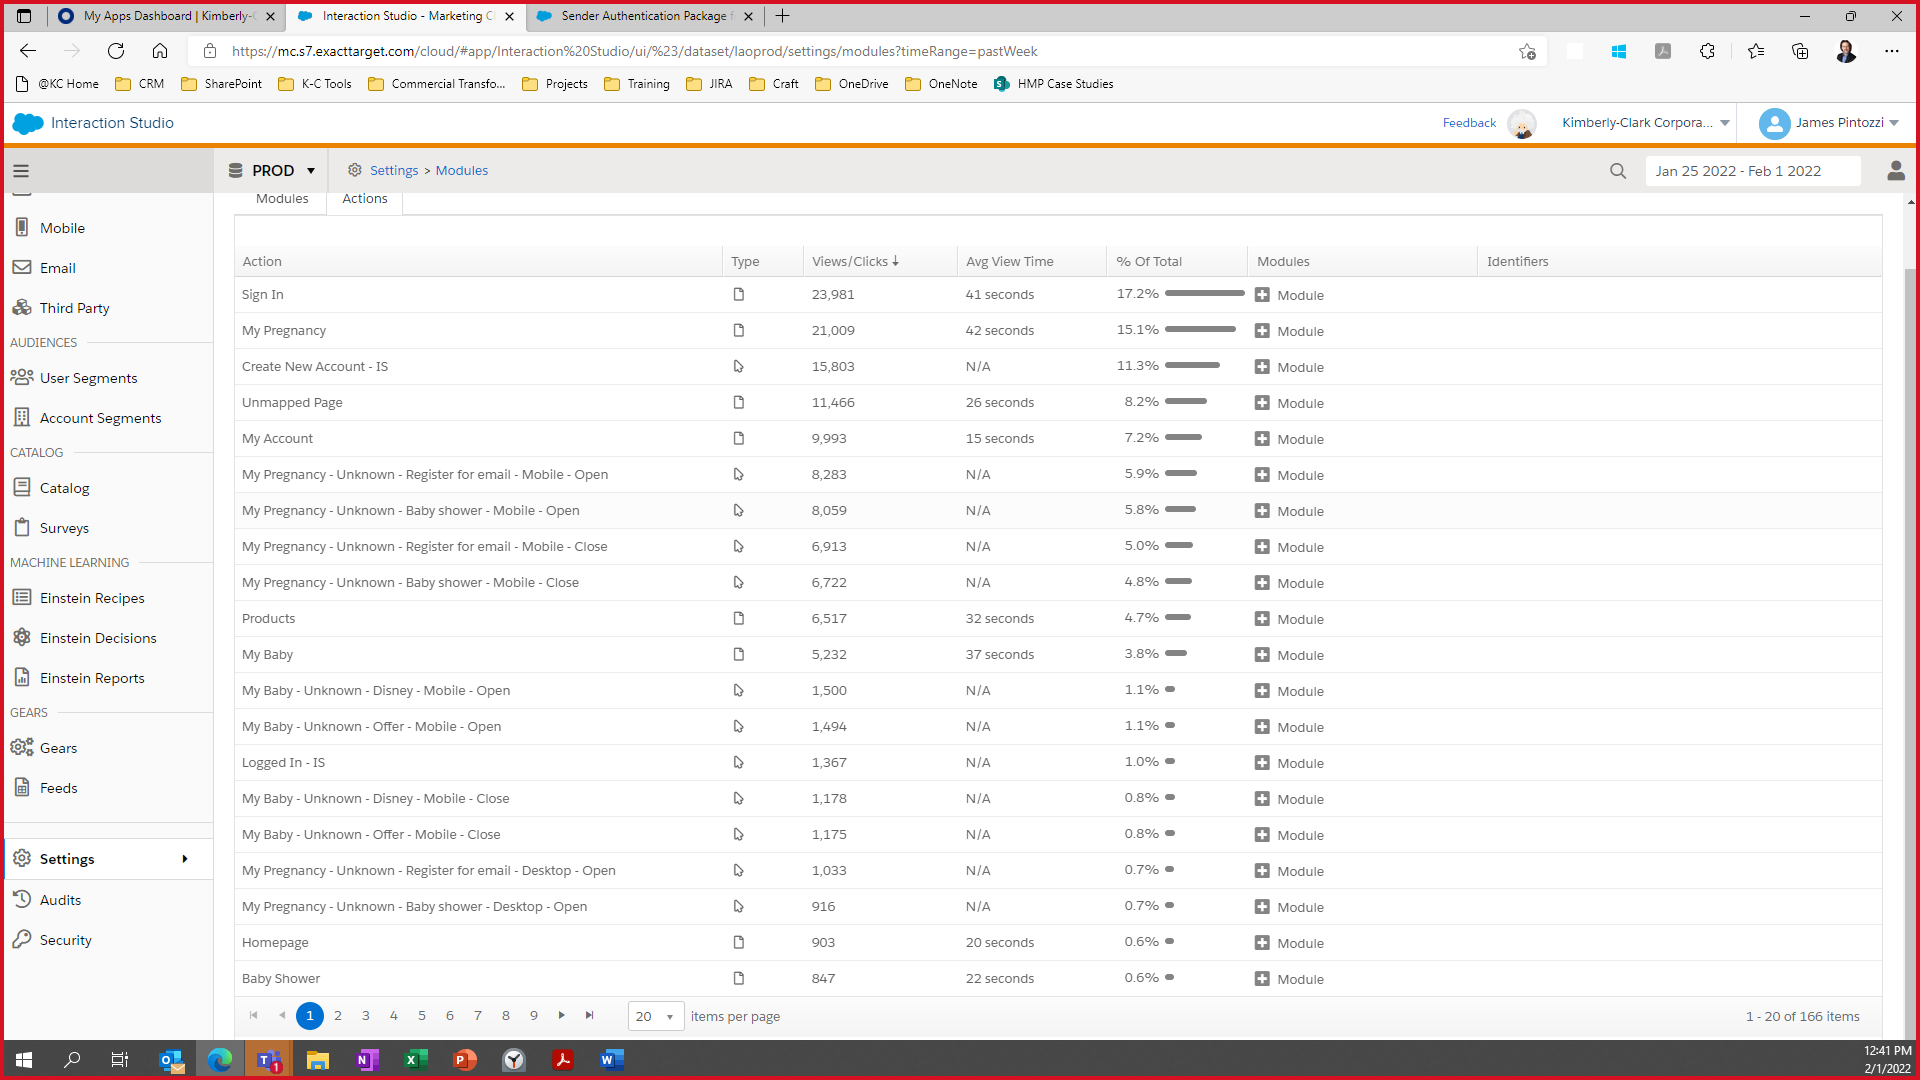 My Apps Dashboard | Kimberly-C
Interaction Studio - Marketing Cl
Sender Authentication Package f
https://mc.s7.exacttarget.com/cloud/#app/Interaction%20Studio/ui/%23/dataset/laoprod/settings/modules?timeRange=pastWeek
@KC Home CRM SharePoint K-C Tools Commercial Transfo... Projects Training JIRA Craft OneDrive OneNote HMP Case Studies
Interaction Studio Feedback Kimberly-Clark Corpora... James Pintozzi
PROD Settings > Modules Jan 25 2022 - Feb 1 2022
Mobile
Email
Third Party
AUDIENCES
User Segments
Account Segments
CATALOG
Catalog
Surveys
MACHINE LEARNING
Einstein Recipes
Einstein Decisions
Einstein Reports
GEARS
Gears
Feeds
Settings
Audits
Security
Modules Actions
Action Type Views/Clicks Avg View Time % Of Total Modules Identifiers
Sign In 23,981 41 seconds 17.2% Module
My Pregnancy 21,009 42 seconds 15.1% Module
Create New Account - IS 15,803 N/A 11.3% Module
Unmapped Page 11,466 26 seconds 8.2% Module
My Account 9,993 15 seconds 7.2% Module
My Pregnancy - Unknown - Register for email - Mobile - Open 8,283 N/A 5.9% Module
My Pregnancy - Unknown - Baby shower - Mobile - Open 8,059 N/A 5.8% Module
My Pregnancy - Unknown - Register for email - Mobile - Close 6,913 N/A 5.0% Module
My Pregnancy - Unknown - Baby shower - Mobile - Close 6,722 N/A 4.8% Module
Products 6,517 32 seconds 4.7% Module
My Baby 5,232 37 seconds 3.8% Module
My Baby - Unknown - Disney - Mobile - Open 1,500 N/A 1.1% Module
My Baby - Unknown - Offer - Mobile - Open 1,494 N/A 1.1% Module
Logged In - IS 1,367 N/A 1.0% Module
My Baby - Unknown - Disney - Mobile - Close 1,178 N/A 0.8% Module
My Baby - Unknown - Offer - Mobile - Close 1,175 N/A 0.8% Module
My Pregnancy - Unknown - Register for email - Desktop - Open 1,033 N/A 0.7% Module
My Pregnancy - Unknown - Baby shower - Desktop - Open 916 N/A 0.7% Module
Homepage 903 20 seconds 0.6% Module
Baby Shower 847 22 seconds 0.6% Module
1 2 3 4 5 6 7 8 9 20 items per page 1 - 20 of 166 items
12:41 PM
2/1/2022